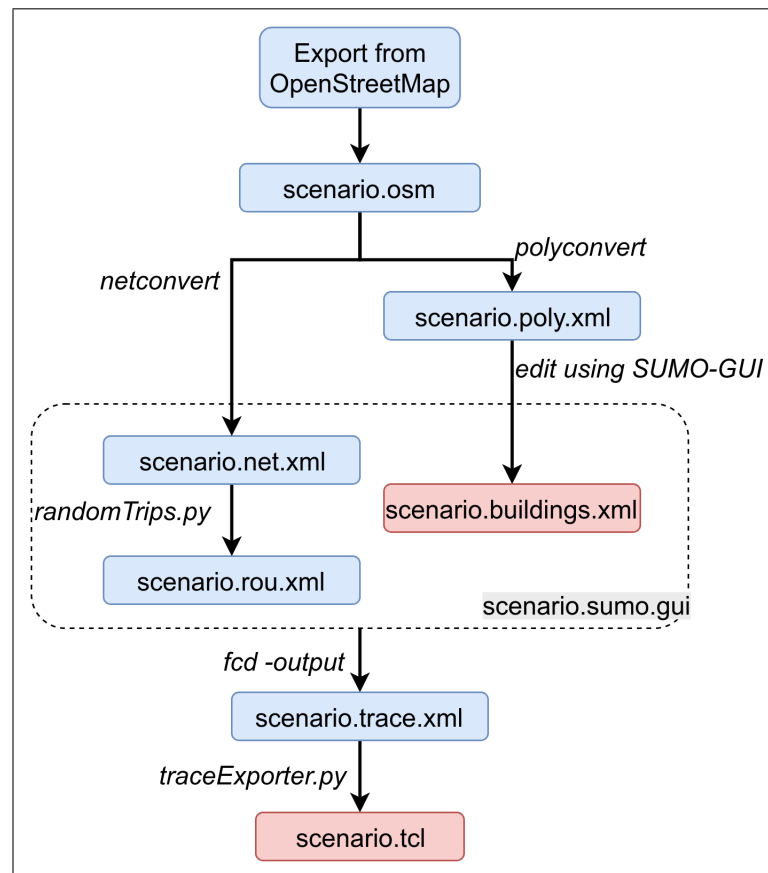 Export from
OpenStreetMap
scenario.osm
polyconvert
netconvert
scenario.poly.xml
edit using SUMO-GUI
scenario.net.xml
randomTrips.py
scenario.buildings.xml
scenario.rou.xml
scenario.sumo.gui
fcd -output
scenario.trace.xml
traceExporter.py
scenario.tcl